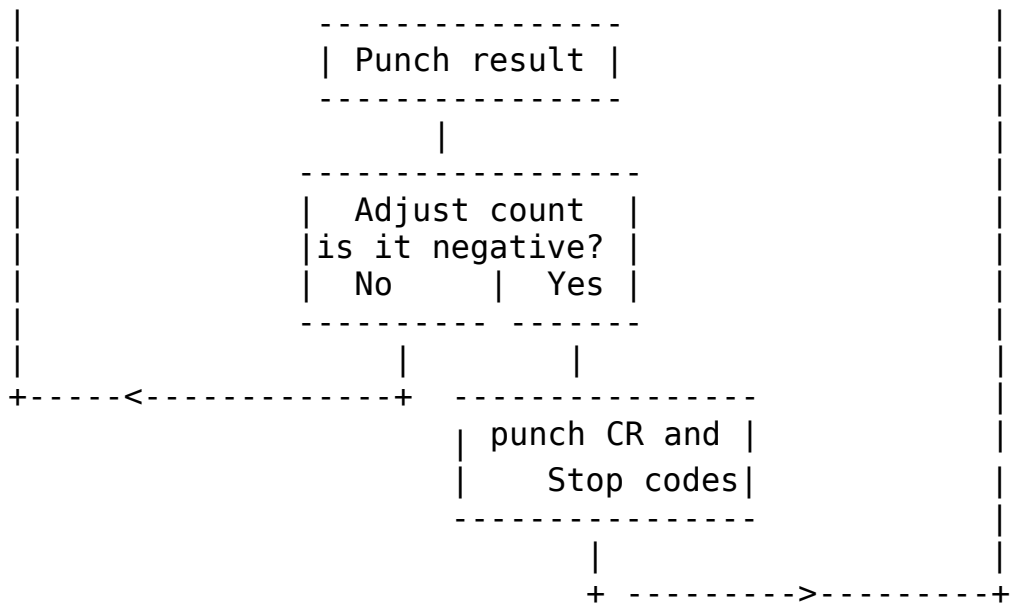 Punch result
Adjust count
is it negative?
No | Yes
punch CR and
Stop codes